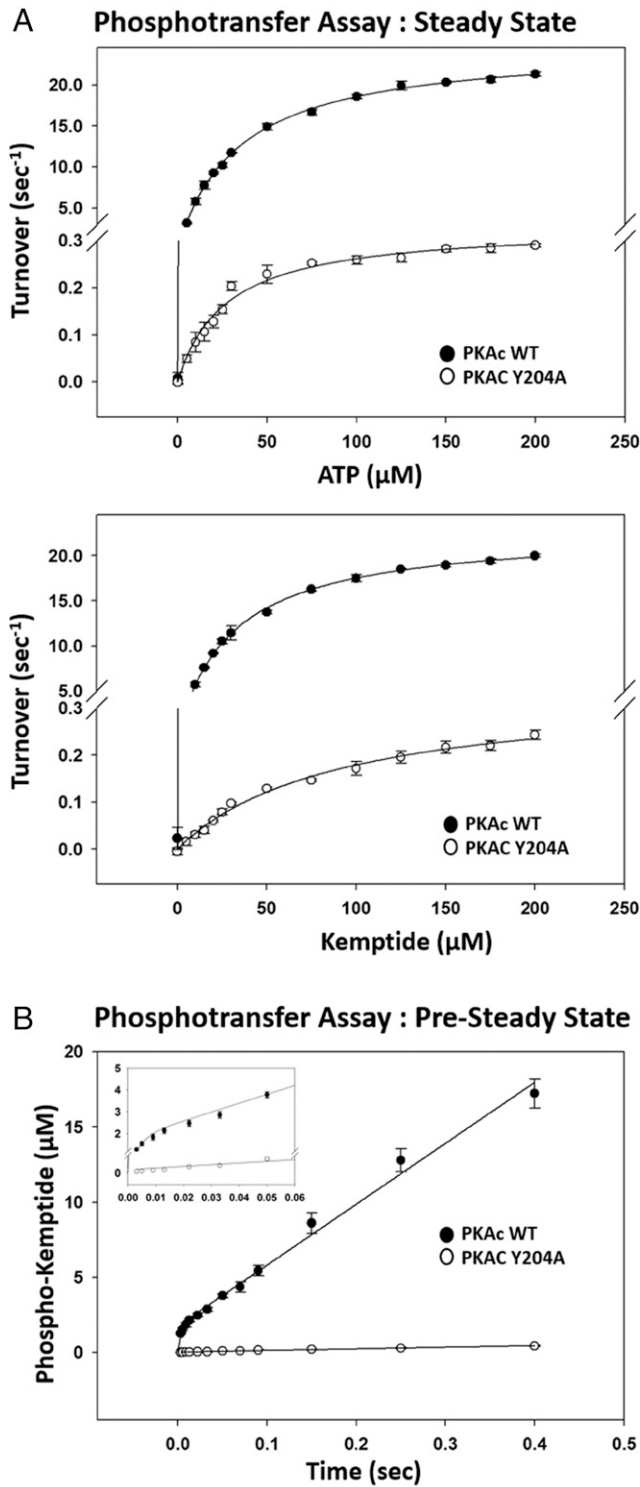 A Phosphotransfer Assay : Steady State
Turnover (sec-1)
20.0
15.0
10.0
5.0
0.3
0.2
0.1
0.0
PKAc WT
PKAC Y204A
0 50 100 150 200 250
ATP (µM)
Turnover (sec-1)
20.0
15.0
10.0
5.0
0.3
0.2
0.1
0.0
PKAc WT
PKAC Y204A
0 50 100 150 200 250
Kemptide (µM)
B Phosphotransfer Assay : Pre-Steady State
Phospho-Kemptide (µM)
20
15
10
5
0
5
4
3
2
1
0
0.00 0.01 0.02 0.03 0.04 0.05 0.06
PKAc WT
PKAC Y204A
0.0 0.1 0.2 0.3 0.4 0.5
Time (sec)